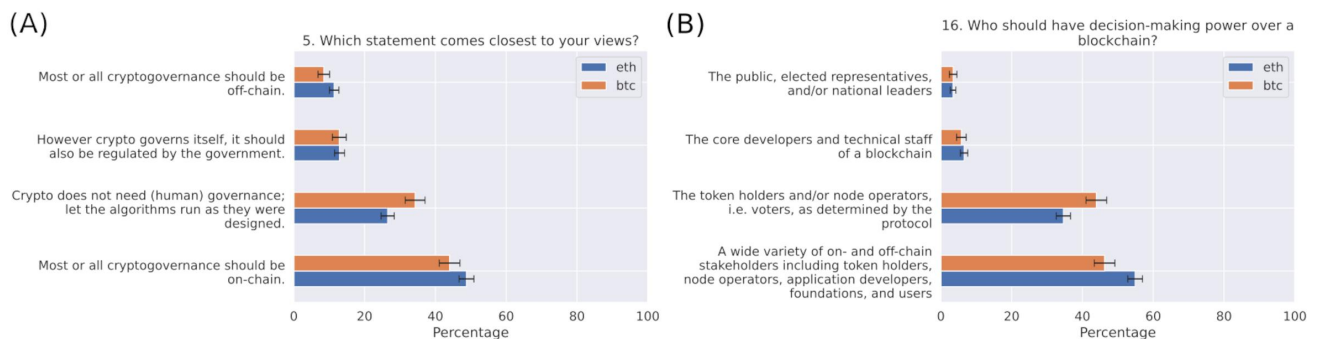 (A)
5. Which statement comes closest to your views?
Most or all cryptogovernance should be
off-chain.
However crypto governs itself, it should
also be regulated by the government.
Crypto does not need (human) governance;
let the algorithms run as they were
designed.
Most or all cryptogovernance should be
on-chain.
eth
btc
0 20 40 60 80 100
Percentage
(B)
16. Who should have decision-making power over a
blockchain?
The public, elected representatives,
and/or national leaders
The core developers and technical staff
of a blockchain
The token holders and/or node operators,
i.e. voters, as determined by the
protocol
A wide variety of on- and off-chain
stakeholders including token holders,
node operators, application developers,
foundations, and users
eth
btc
0 20 40 60 80 100
Percentage